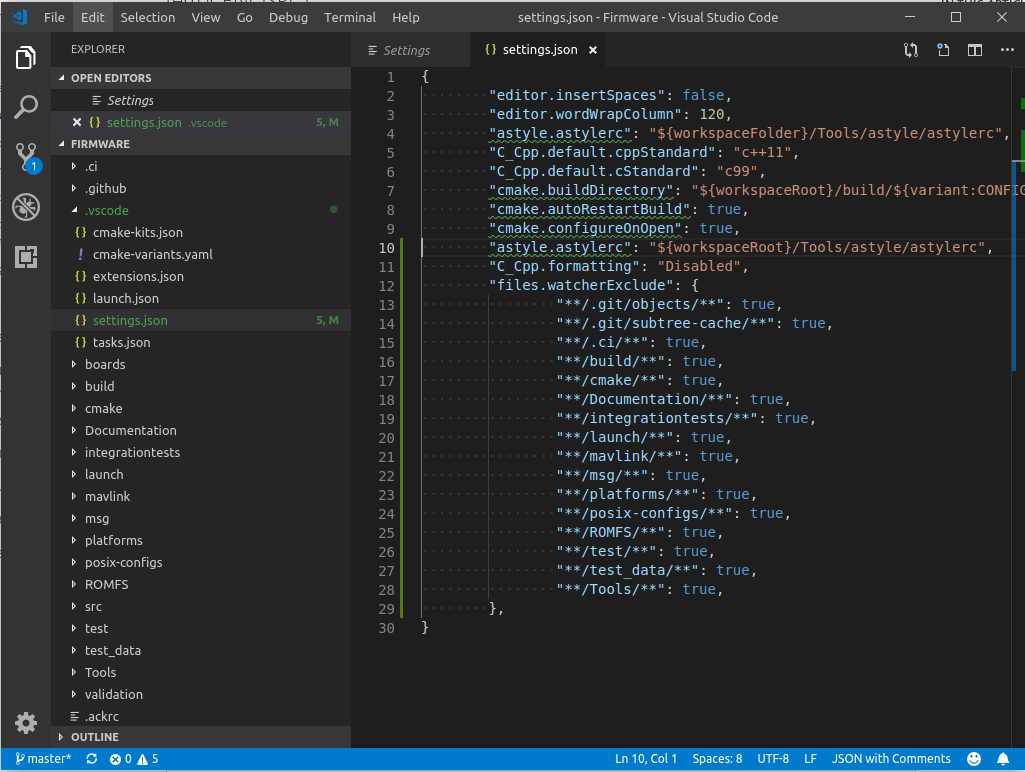 File Edit Selection View Go Debug Terminal Help settings.json - Firmware - Visual Studio Code
EXPLORER
OPEN EDITORS
Settings
settings.json .vscode 5, M
FIRMWARE
.ci
.github
.vscode
cmake-kits.json
cmake-variants.yaml
extensions.json
launch.json
settings.json 5, M
tasks.json
boards
build
cmake
Documentation
integrationtests
launch
mavlink
msg
platforms
posix-configs
ROMFS
src
test
test_data
Tools
validation
.ackrc
OUTLINE
1
Settings
{} settings.json
1 {
2 "editor.insertSpaces": false,
3 "editor.wordWrapColumn": 120,
4 "astyle.astylerc": "${workspaceFolder}/Tools/astyle/astylerc",
5 "C_Cpp.default.cppStandard": "c++11",
6 "C_Cpp.default.cStandard": "c99",
7 "cmake.buildDirectory": "${workspaceRoot}/build/${variant:CONFIG
8 "cmake.autoRestartBuild": true,
9 "cmake.configureOnOpen": true,
10 "astyle.astylerc": "${workspaceRoot}/Tools/astyle/astylerc",
11 "C_Cpp.formatting": "Disabled",
12 "files.watcherExclude": {
13 "**/.git/objects/**": true,
14 "**/.git/subtree-cache/**": true,
15 "**/.ci/**": true,
16 "**/build/**": true,
17 "**/cmake/**": true,
18 "**/Documentation/**": true,
19 "**/integrationtests/**": true,
20 "**/launch/**": true,
21 "**/mavlink/**": true,
22 "**/msg/**": true,
23 "**/platforms/**": true,
24 "**/posix-configs/**": true,
25 "**/ROMFS/**": true,
26 "**/test/**": true,
27 "**/test_data/**": true,
28 "**/Tools/**": true,
29 },
30 }
master* 0 5 Ln 10, Col 1 Spaces: 8 UTF-8 LF JSON with Comments